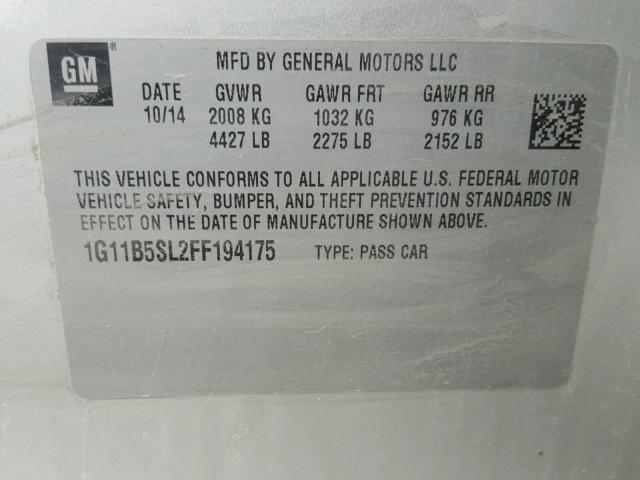 GM ®
MFD BY GENERAL MOTORS LLC
DATE GVWR GAWR FRT GAWR RR
10/14 2008 KG 1032 KG 976 KG
4427 LB 2275 LB 2152 LB
THIS VEHICLE CONFORMS TO ALL APPLICABLE U.S. FEDERAL MOTOR
VEHICLE SAFETY, BUMPER, AND THEFT PREVENTION STANDARDS IN
EFFECT ON THE DATE OF MANUFACTURE SHOWN ABOVE.
1G11B5SL2FF194175 TYPE: PASS CAR